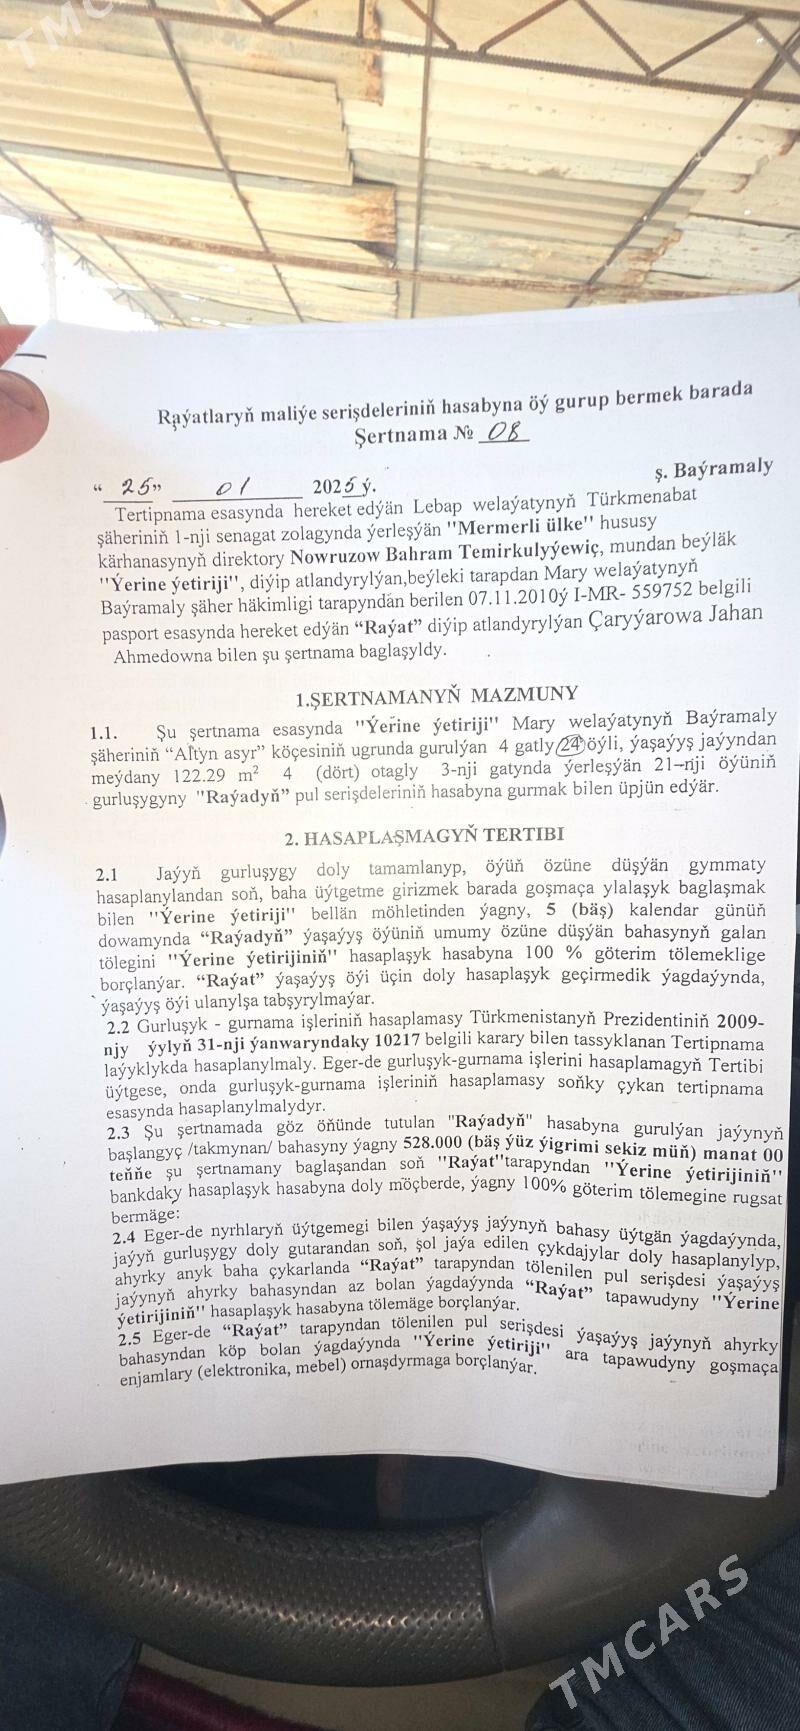 TMC
Raýatlaryň maliýe serişdeleriniň hasabyna öý gurup bermek barada
Şertnama № 08
ş. Baýramaly
“ 25” 01 2025 ý.
Tertipnama esasynda hereket edýän Lebap welaýatynyň Türkmenabat
şäheriniň 1-nji senagat zolagynda ýerleşýän "Mermerli ülke" hususy
kärhanasynyň direktory Nowruzow Bahram Temirkulyýewiç, mundan beýläk
"Ýerine ýetiriji", diýip atlandyrylýan,beýleki tarapdan Mary welaýatynyň
Baýramaly şäher häkimligi tarapyndan berilen 07.11.2010ý I-MR- 559752 belgili
pasport esasynda hereket edýän “Raýat” diýip atlandyrylýan Çaryýarowa Jahan
Ahmedowna bilen şu şertnama baglaşyldy.
1.ŞERTNAMANYŇ MAZMUNY
1.1. Şu şertnama esasynda "Ýerine ýetiriji" Mary welaýatynyň Baýramaly
şäheriniň “Altyn asyr” köçesiniň ugrunda gurulýan 4 gatly 24 öýli, ýaşaýyş jaýyndan
meýdany 122.29 m² 4 (dört) otagly 3-nji gatynda ýerleşýän 21-nji öýüniň
gurluşygyny "Raýadyň” pul serişdeleriniň hasabyna gurmak bilen üpjün edýär.
2. HASAPLAŞMAGYŇ TERTIBI
2.1 Jaýyň gurluşygy doly tamamlanyp, öýüň özüne düşýän gymmaty
hasaplanylandan soň, baha üýtgetme girizmek barada goşmaça ylalaşyk baglaşmak
bilen "Ýerine ýetiriji" bellän möhletinden ýagny, 5 (bäş) kalendar günüň
dowamynda “Raýadyň” ýaşaýyş öýüniň umumy özüne düşýän bahasynyň galan
tölegini "Ýerine ýetirijiniň" hasaplaşyk hasabyna 100 % göterim tölemeklige
borçlanýar. “Raýat” ýaşaýyş öýi üçin doly hasaplaşyk geçirmedik ýagdaýynda,
ýaşaýyş öýi ulanylşa tabşyrylmaýar.
2.2 Gurluşyk - gurnama işleriniň hasaplamasy Türkmenistanyň Prezidentiniň 2009-
njy ýylyň 31-nji ýanwaryndaky 10217 belgili karary bilen tassyklanan Tertipnama
laýyklykda hasaplanylmaly. Eger-de gurluşyk-gurnama işlerini hasaplamagyň Tertibi
üýtgese, onda gurluşyk-gurnama işleriniň hasaplamasy soňky çykan tertipnama
esasynda hasaplanylmalydyr.
2.3 Şu şertnamada göz öňünde tutulan "Raýadyň" hasabyna gurulýan jaýynyň
başlangyç /takmynan/ bahasyny ýagny 528.000 (bäş ýüz ýigrimi sekiz müň) manat 00
teňňe şu şertnamany baglaşandan soň "Raýat"tarapyndan "Ýerine ýetirijiniň"
bankdaky hasaplaşyk hasabyna doly möçberde, ýagny 100% göterim tölemegine rugsat
bermäge:
2.4 Eger-de nyrhlaryň üýtgemegi bilen ýaşaýyş jaýynyň bahasy üýtgän ýagdaýynda,
jaýyň gurluşygy doly gutarandan soň, şol jaýa edilen çykdajylar doly hasaplanylyp,
ahyrky anyk baha çykarlanda “Raýat” tarapyndan tölenilen pul serişdesi ýaşaýyş
jaýynyň ahyrky bahasyndan az bolan ýagdaýynda “Raýat” tapawudyny "Ýerine
ýetirijiniň" hasaplaşyk hasabyna tölemäge borçlanýar.
2.5 Eger-de “Raýat” tarapyndan tölenilen pul serişdesi ýaşaýyş jaýynyň ahyrky
bahasyndan köp bolan ýagdaýynda "Ýerine ýetiriji" ara tapawudyny goşmaça
enjamlary (elektronika, mebel) ornaşdyrmaga borçlanýar.
TMCARS